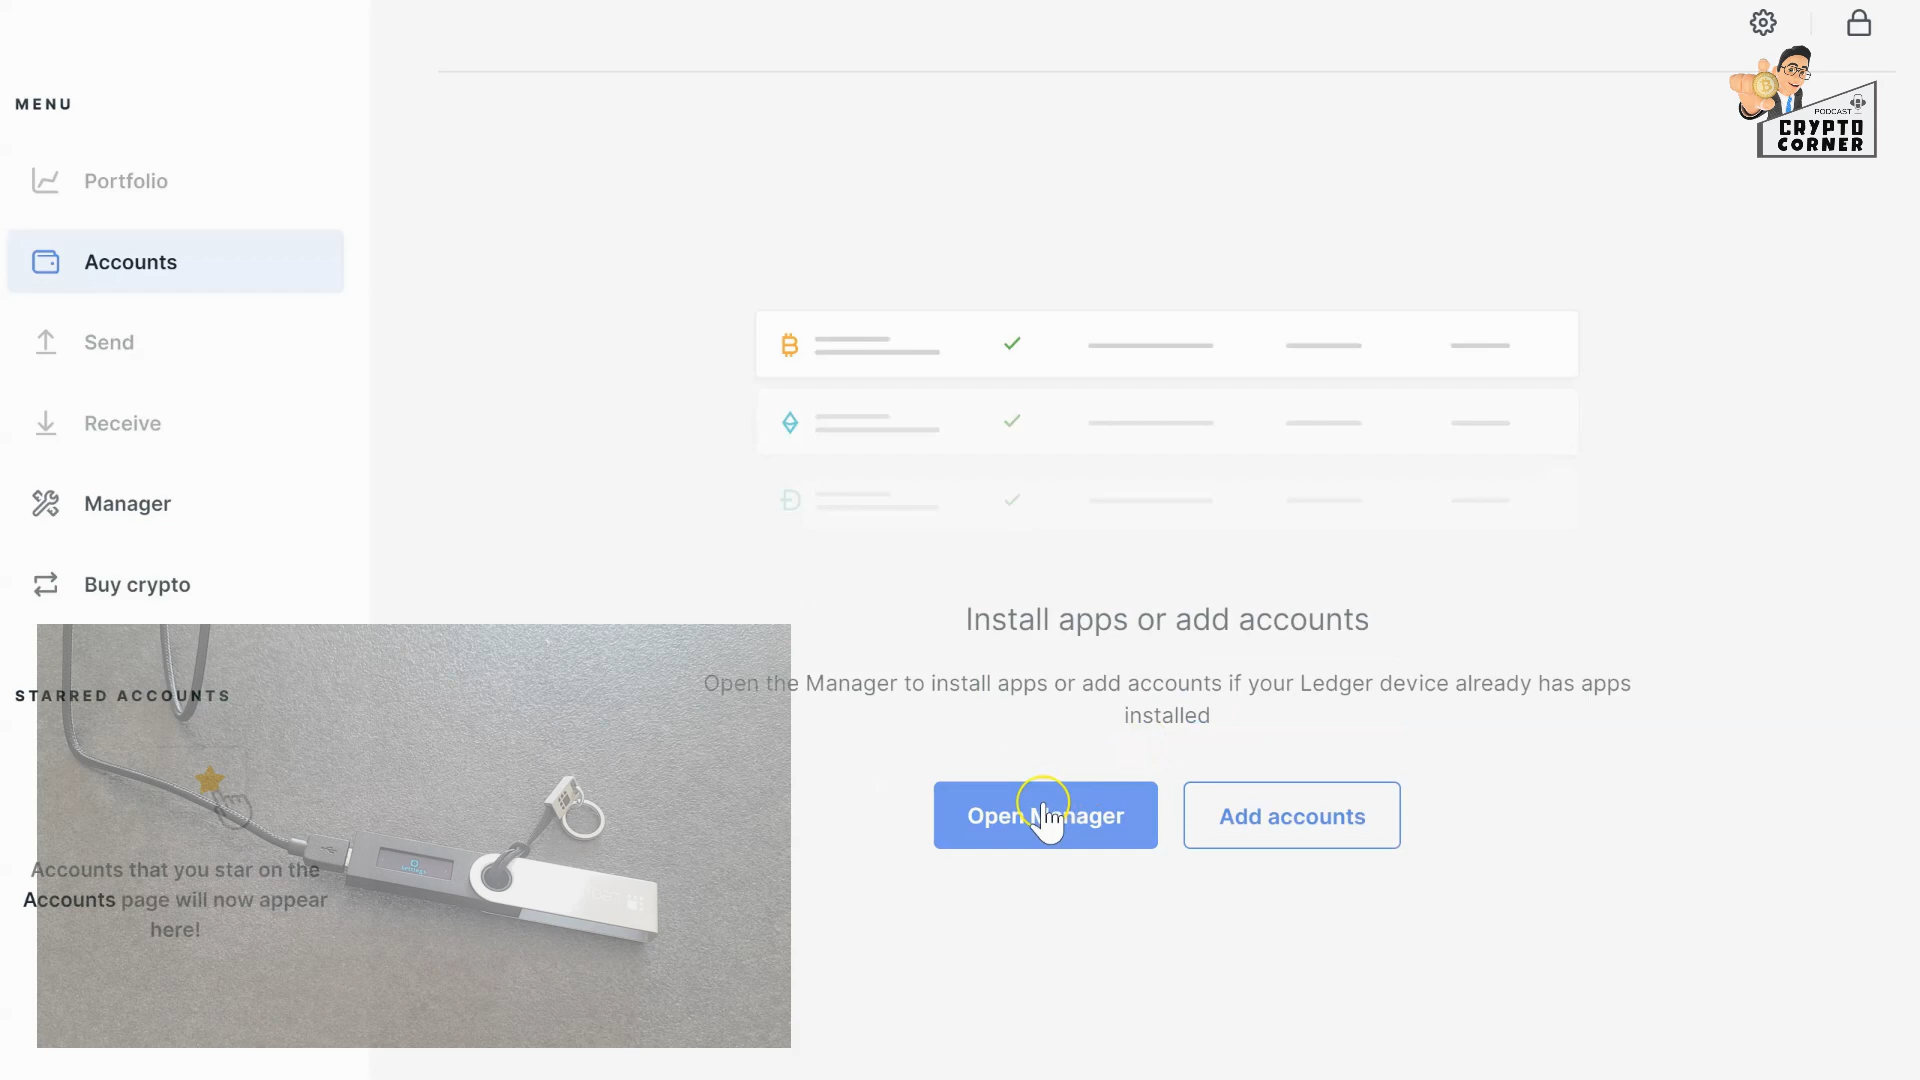 MENU
Portfolio
Accounts
Send
Receive
Manager
Buy crypto
STARRED ACCOUNTS
Accounts that you star on the
Accounts page will now appear
here!
PODCAST
CRYPTO
CORNER
Install apps or add accounts
Open the Manager to install apps or add accounts if your Ledger device already has apps
installed
Open Manager
Add accounts